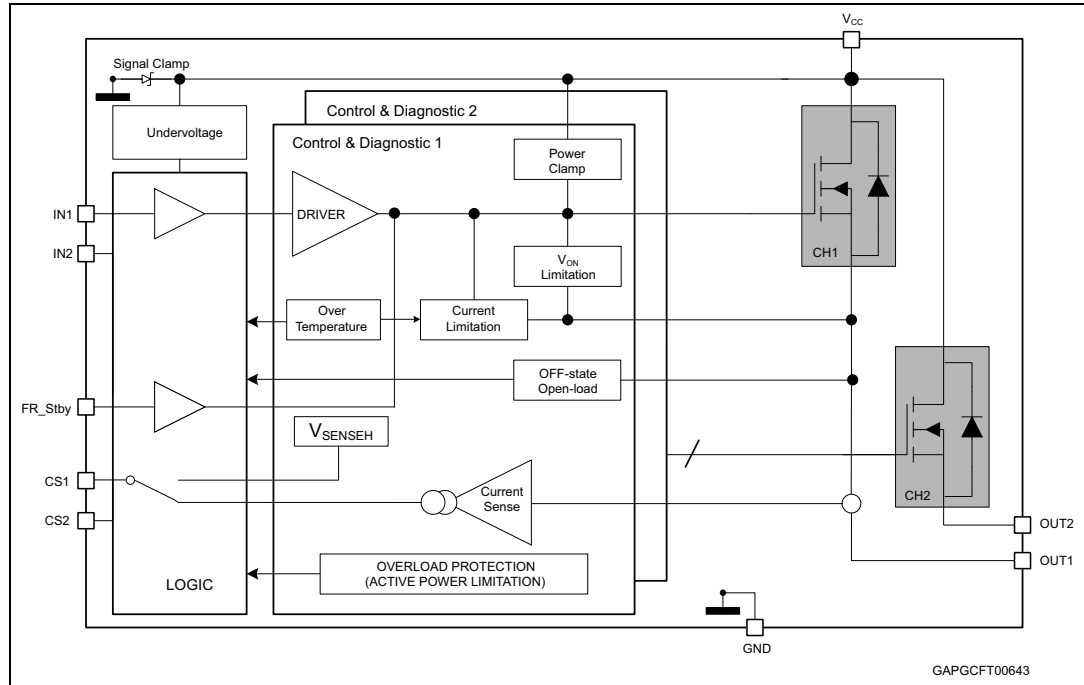 VCC
Signal Clamp
Undervoltage
Control & Diagnostic 2
Control & Diagnostic 1
Power
Clamp
IN1
DRIVER
IN2
CH1
VON
Limitation
Over
Temperature
Current
Limitation
OFF-state
Open-load
FR_Stby
VSENSEH
CS1
Current
Sense
CH2
CS2
OUT2
OVERLOAD PROTECTION
(ACTIVE POWER LIMITATION)
LOGIC
OUT1
GND
GAPGCFT00643